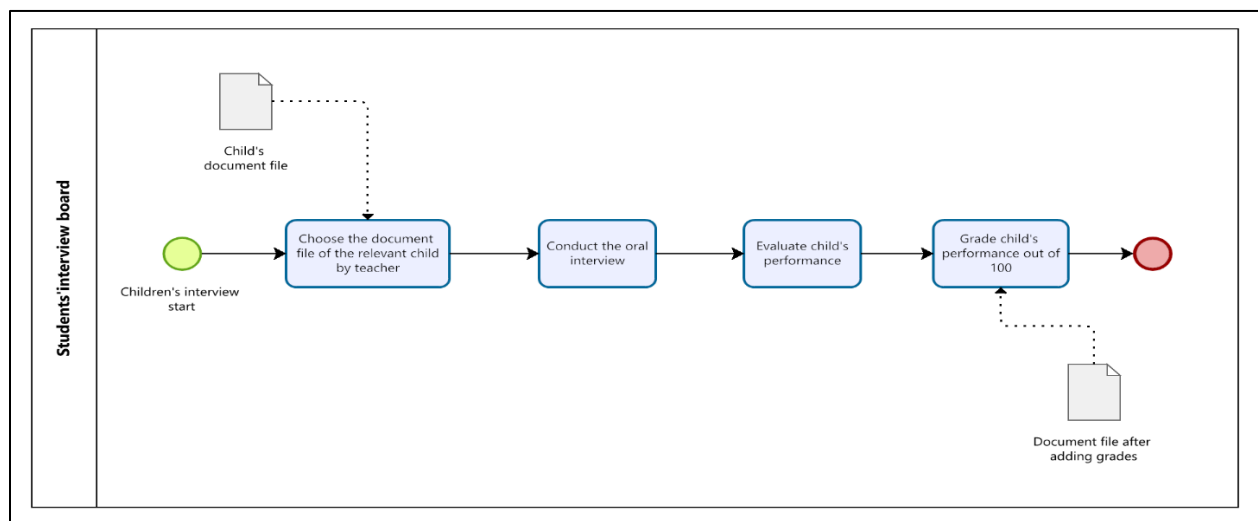 Students'interview board
Child's
document file
Children's interview
start
Choose the document
file of the relevant child
by teacher
Conduct the oral
interview
Evaluate child's
performance
Grade child's
performance out of
100
Document file after
adding grades